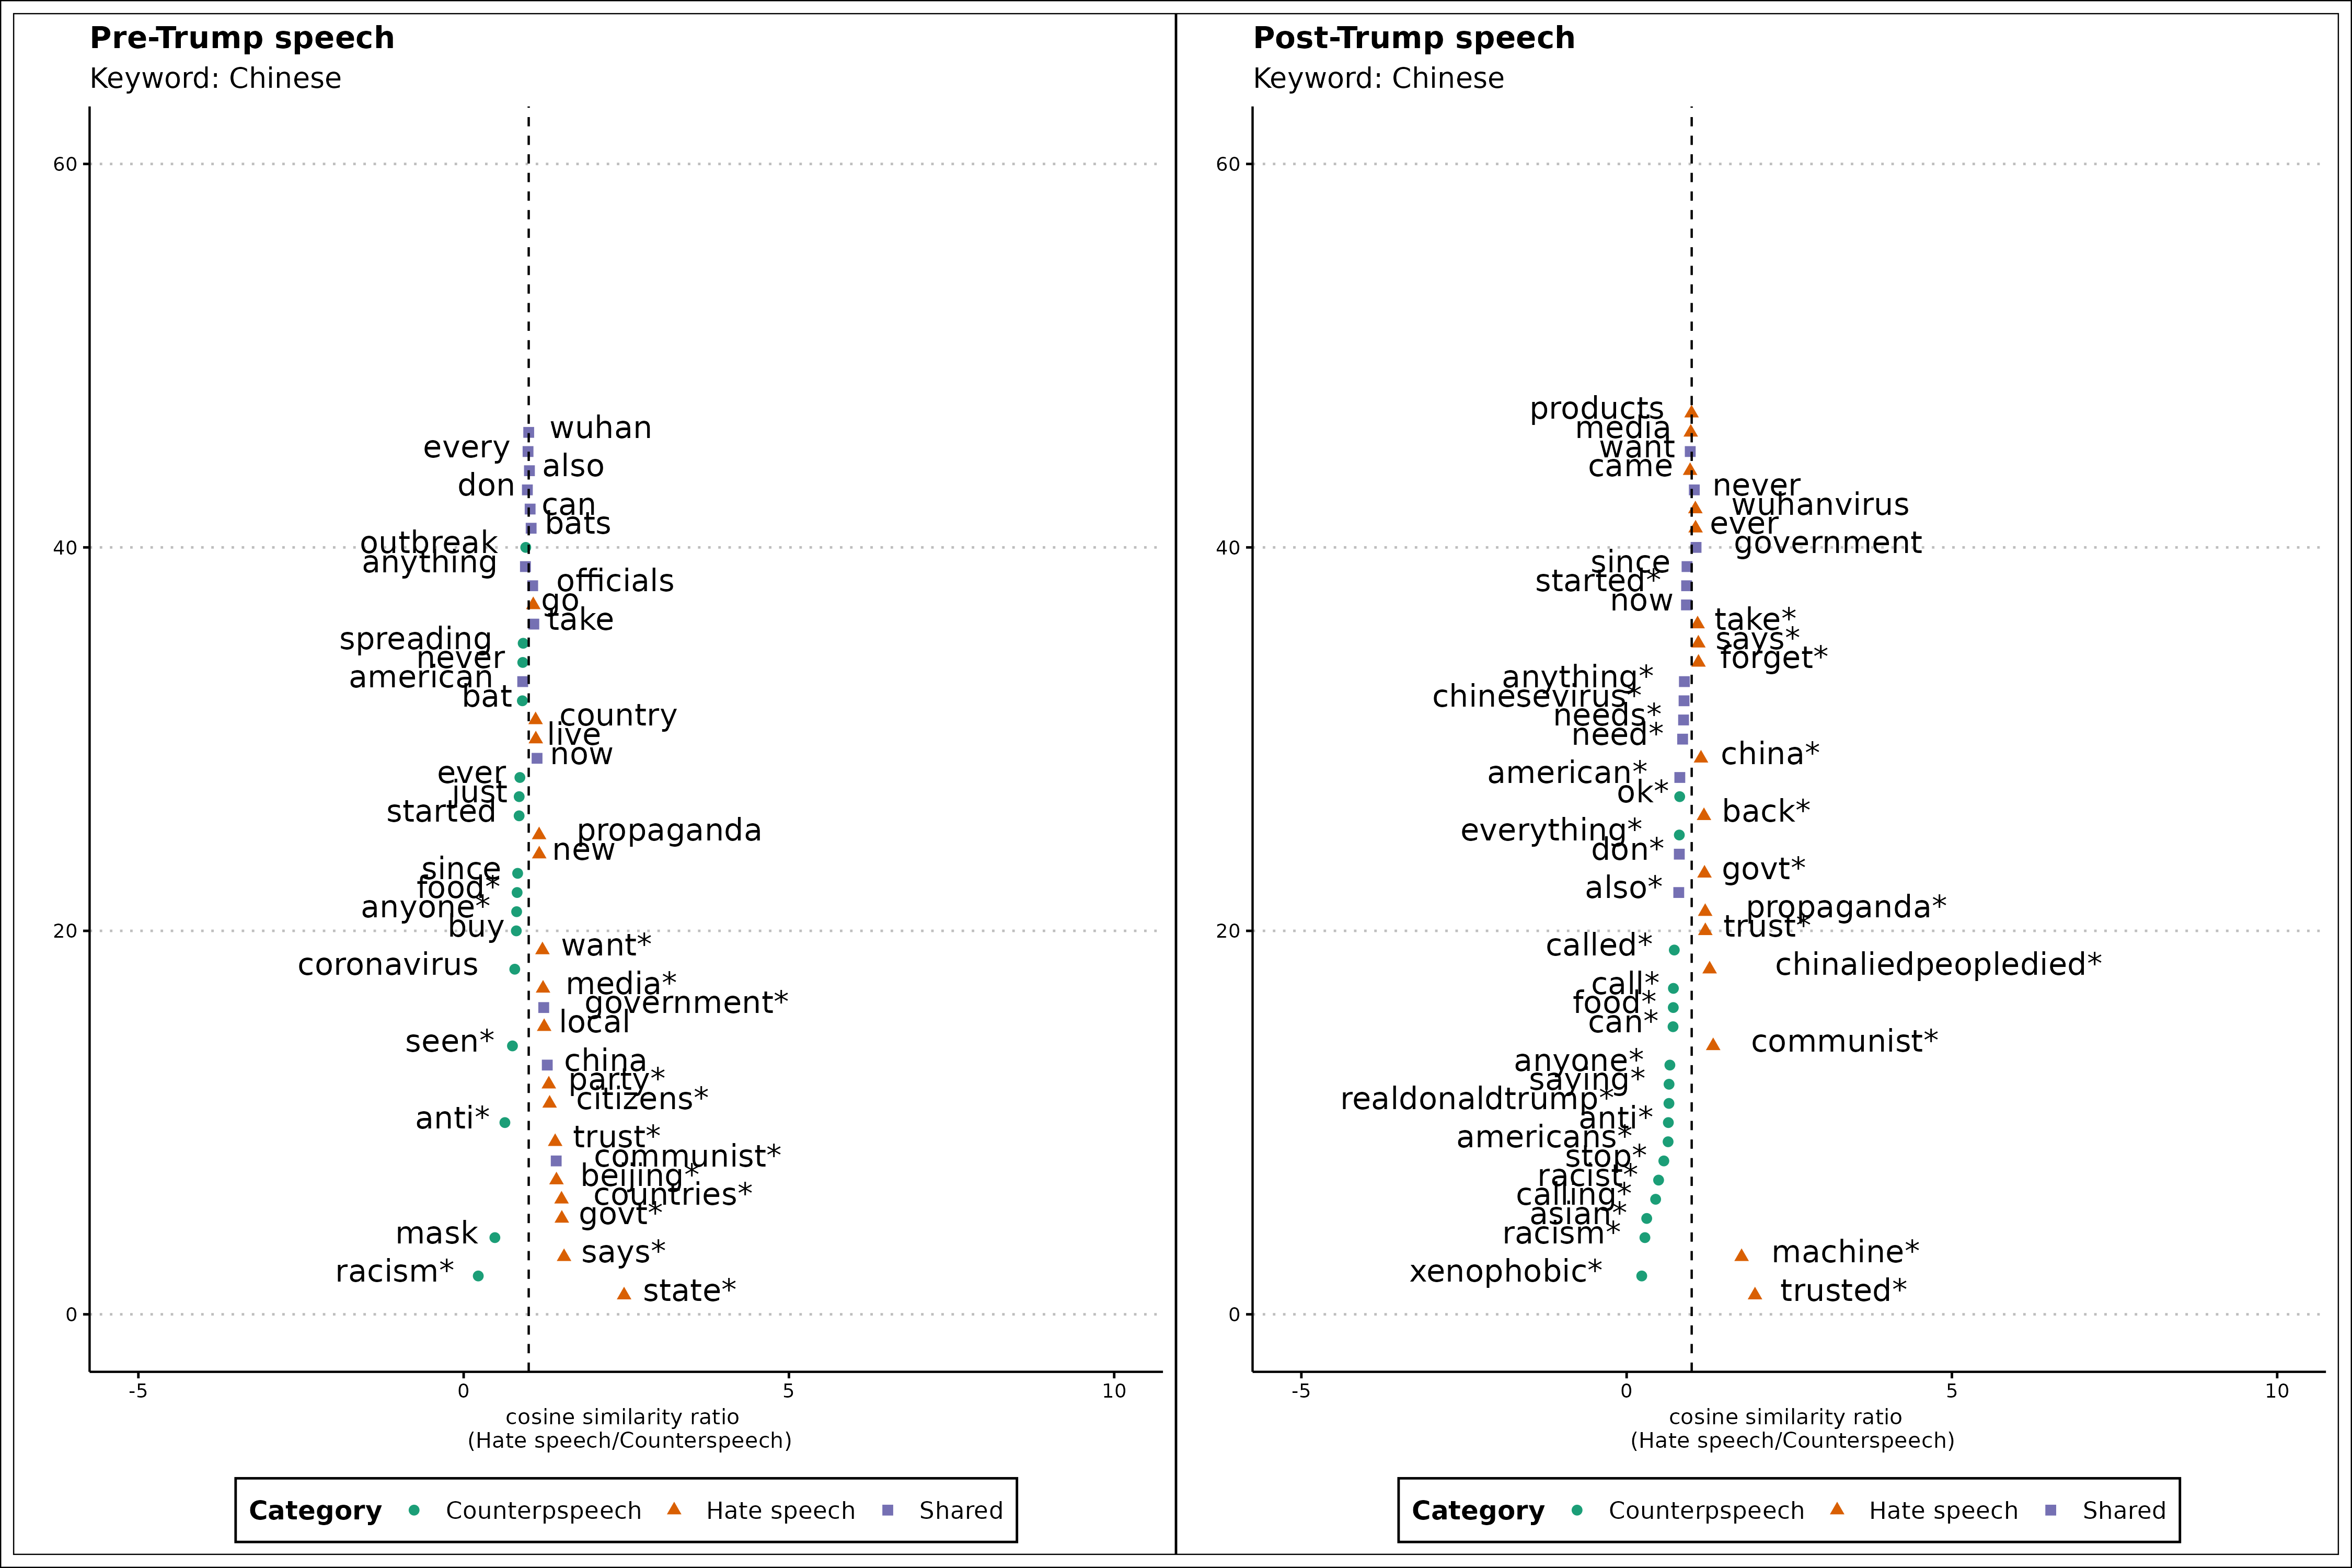 Pre-Trump speech
Keyword: Chinese
60
40
20
0
wuhan
every
also
don
can
bats
outbreak
anything
officials
go
take
spreading
never
american
bat
country
live
now
ever
just
started
propaganda
new
since
food*
anyone*
buy
want*
coronavirus
media*
government*
local
seen*
china
party*
citizens*
anti*
trust*
communist*
beijing*
countries*
govt*
mask
says*
racism*
state*
-5
0
5
10
cosine similarity ratio
(Hate speech/Counterspeech)
Category Counterpspeech Hate speech Shared
Post-Trump speech
Keyword: Chinese
60
40
20
0
products
media
want
came
never
wuhanvirus
ever
government
since
started*
now
take*
says*
forget*
anything*
chinesevirus*
needs*
need*
china*
american*
ok*
back*
everything*
don*
govt*
also*
propaganda*
trust*
called*
chinaliedpeopledied*
call*
food*
can*
communist*
anyone*
saying*
realdonaldtrump*
anti*
americans*
stop*
racist*
calling*
asian*
racism*
machine*
xenophobic*
trusted*
-5
0
5
10
cosine similarity ratio
(Hate speech/Counterspeech)
Category Counterpspeech Hate speech Shared